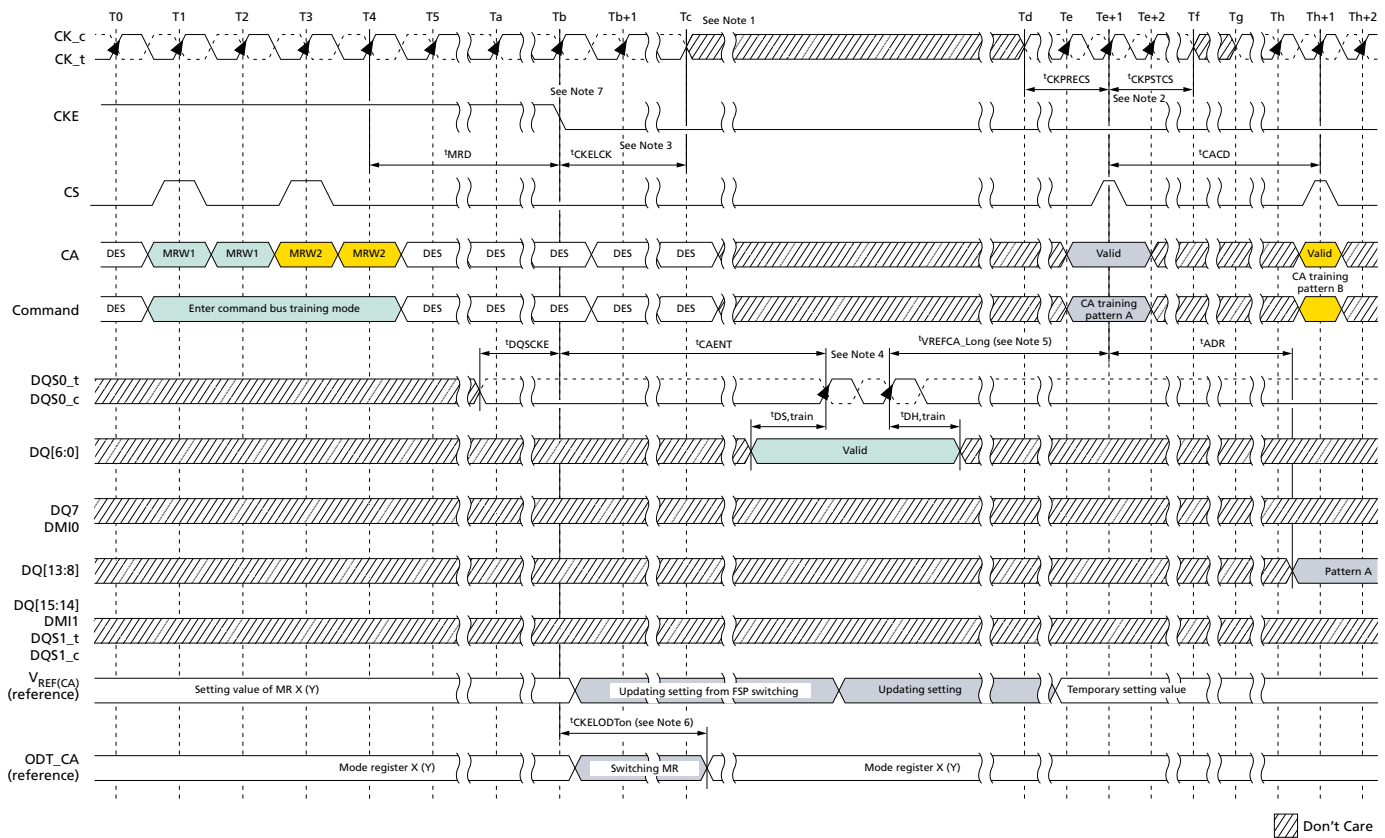 T0 T1 T2 T3 T4 T5 Ta Tb Tb+1 Tc See Note 1 Td Te Te+1 Te+2 Tf Tg Th Th+1 Th+2
CK_c
CK_t
tCKPRECS tCKPSTCS
See Note 7 See Note 2
CKE
See Note 3
tMRD tCKELCK tCACD
CS
CA DES MRW1 MRW1 MRW2 MRW2 DES DES DES DES DES Valid Valid
CA training
pattern B
Command DES Enter command bus training mode DES DES DES DES DES CA training
pattern A
tDQSCKE tCAENT See Note 4 tVREFCA_Long (see Note 5) tADR
DQS0_t
DQS0_c
tDS,train tDH,train
DQ[6:0] Valid
DQ7
DMI0
DQ[13:8] Pattern A
DQ[15:14]
DMI1
DQS1_t
DQS1_c
VREF(CA)
(reference) Setting value of MR X (Y) Updating setting from FSP switching Updating setting Temporary setting value
tCKELODTon (see Note 6)
ODT_CA
(reference) Mode register X (Y) Switching MR Mode register X (Y)
Don't Care